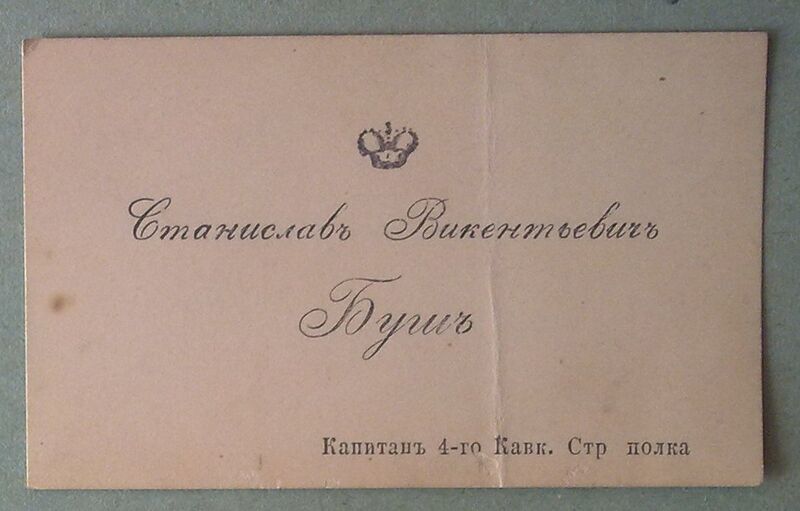 Станиславъ Викентьевичъ
Бушъ
Капитанъ 4-го Кавк. Стр полка